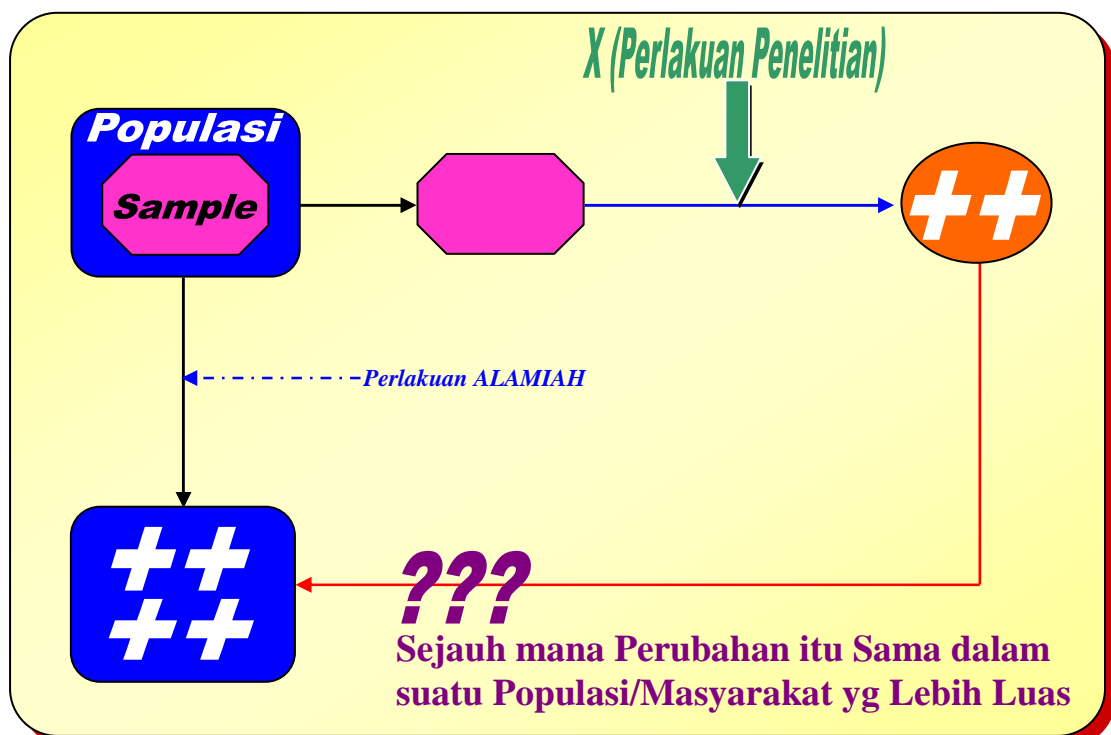 X (Perlakuan Penelitian)
Populasi
Sample
++
Perlakuan ALAMIAH
++
++
???
Sejauh mana Perubahan itu Sama dalam
suatu Populasi/Masyarakat yg Lebih Luas